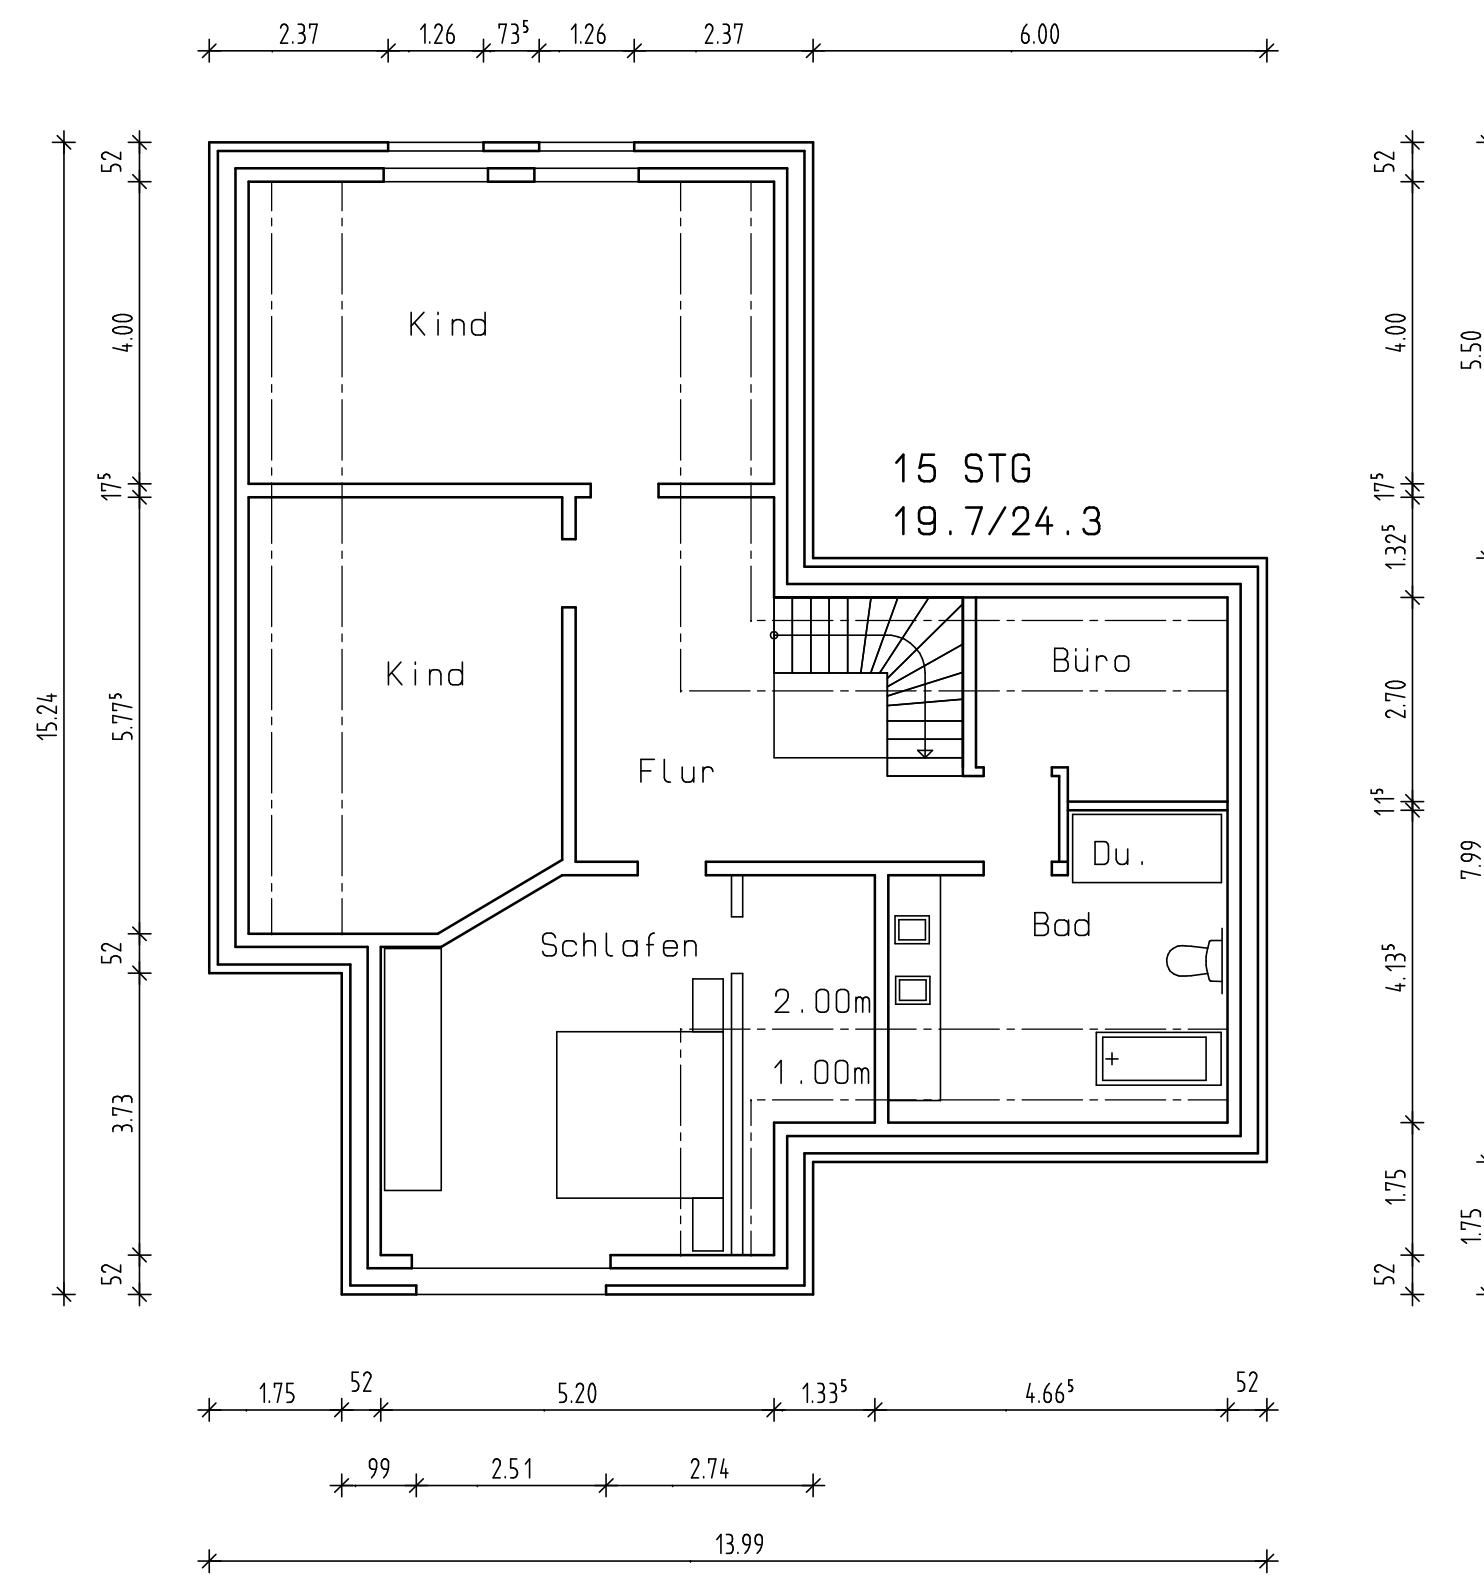 2.37 1.26 73⁵ 1.26 2.37 6.00
52
52
4.00
4.00
5.50
Kind
15 STG
17⁵
17⁵
19.7/24.3
1.32⁵
Büro
Kind
15.24
5.77⁵
2.70
Flur
11⁵
Du.
7.99
Bad
Schlafen
52
4.13⁵
2.00m
1.00m
3.73
1.75
1.75
52
52
1.75 52 5.20 1.33⁵ 4.66⁵ 52
99 2.51 2.74
13.99